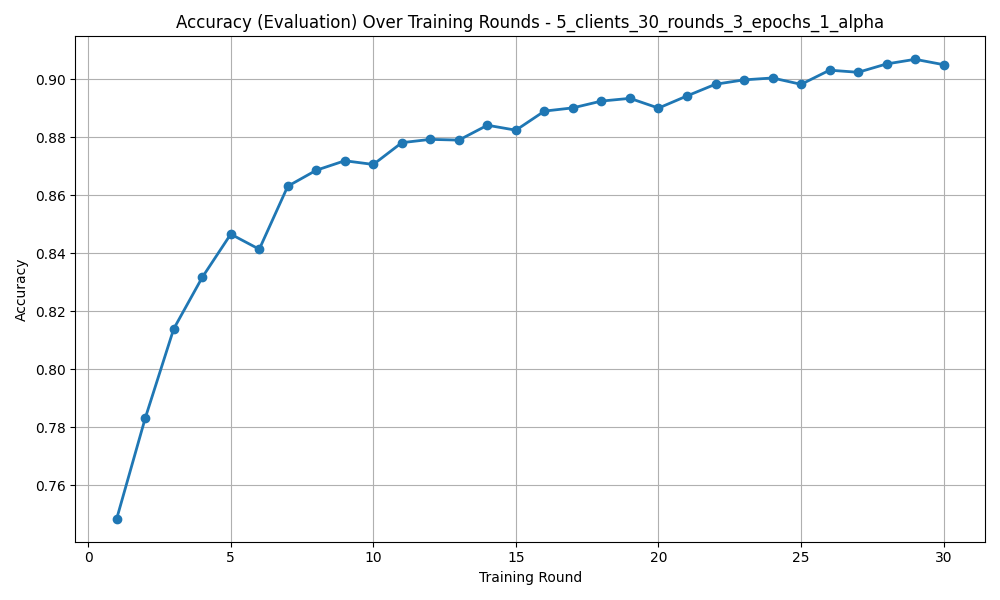 Accuracy (Evaluation) Over Training Rounds - 5_clients_30_rounds_3_epochs_1_alpha
Accuracy
0.90
0.88
0.86
0.84
0.82
0.80
0.78
0.76
0 5 10 15 20 25 30
Training Round